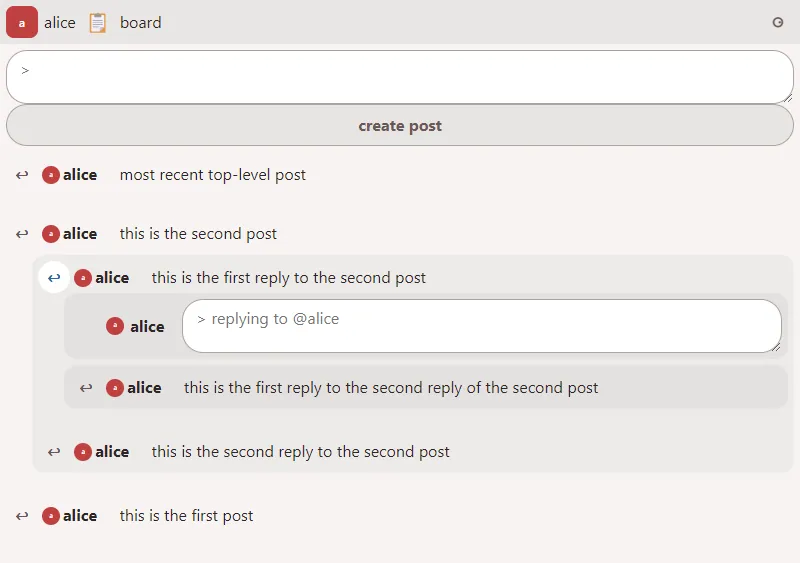 a alice 📋 board
>
create post
↩ a alice most recent top-level post
↩ a alice this is the second post
↩ a alice this is the first reply to the second post
a alice > replying to @alice
↩ a alice this is the first reply to the second reply of the second post
↩ a alice this is the second reply to the second post
↩ a alice this is the first post